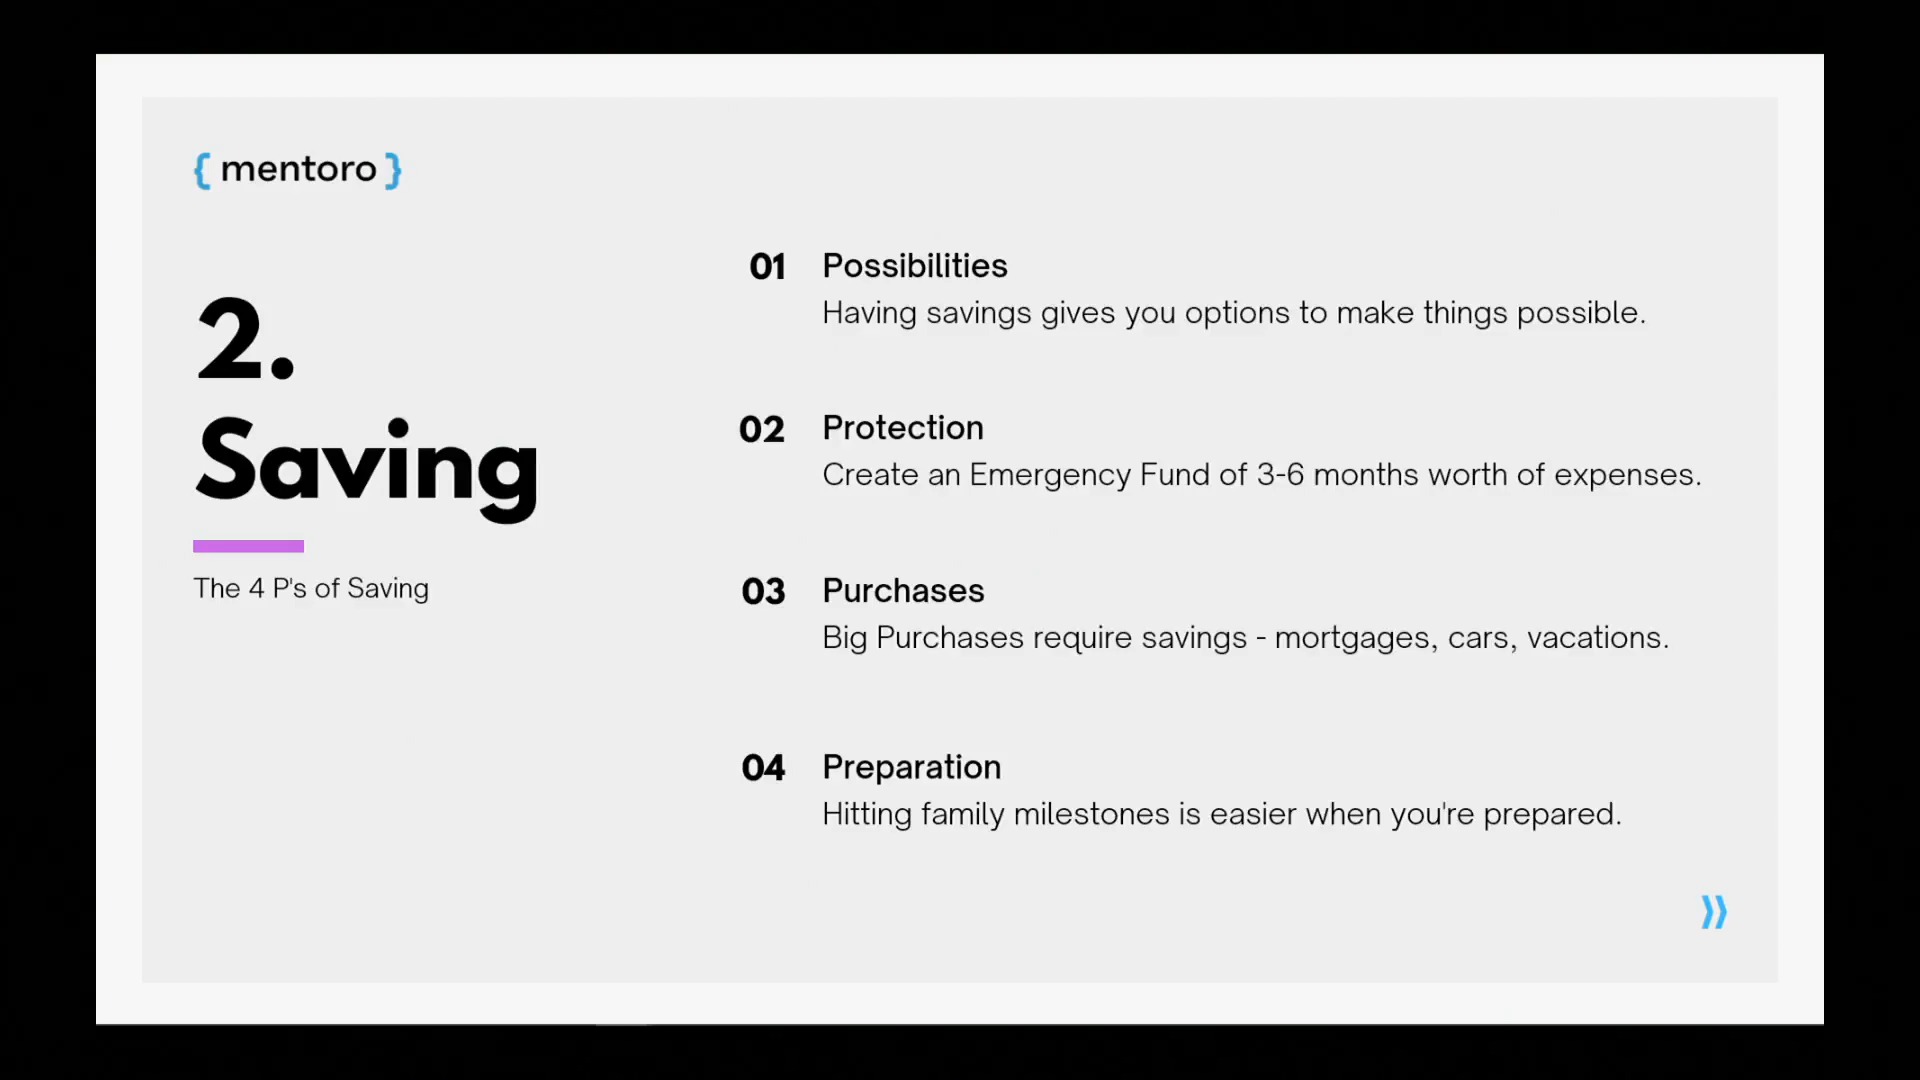 { mentoro }
2.
Saving
The 4 P's of Saving
01 Possibilities
Having savings gives you options to make things possible.
02 Protection
Create an Emergency Fund of 3-6 months worth of expenses.
03 Purchases
Big Purchases require savings - mortgages, cars, vacations.
04 Preparation
Hitting family milestones is easier when you're prepared.